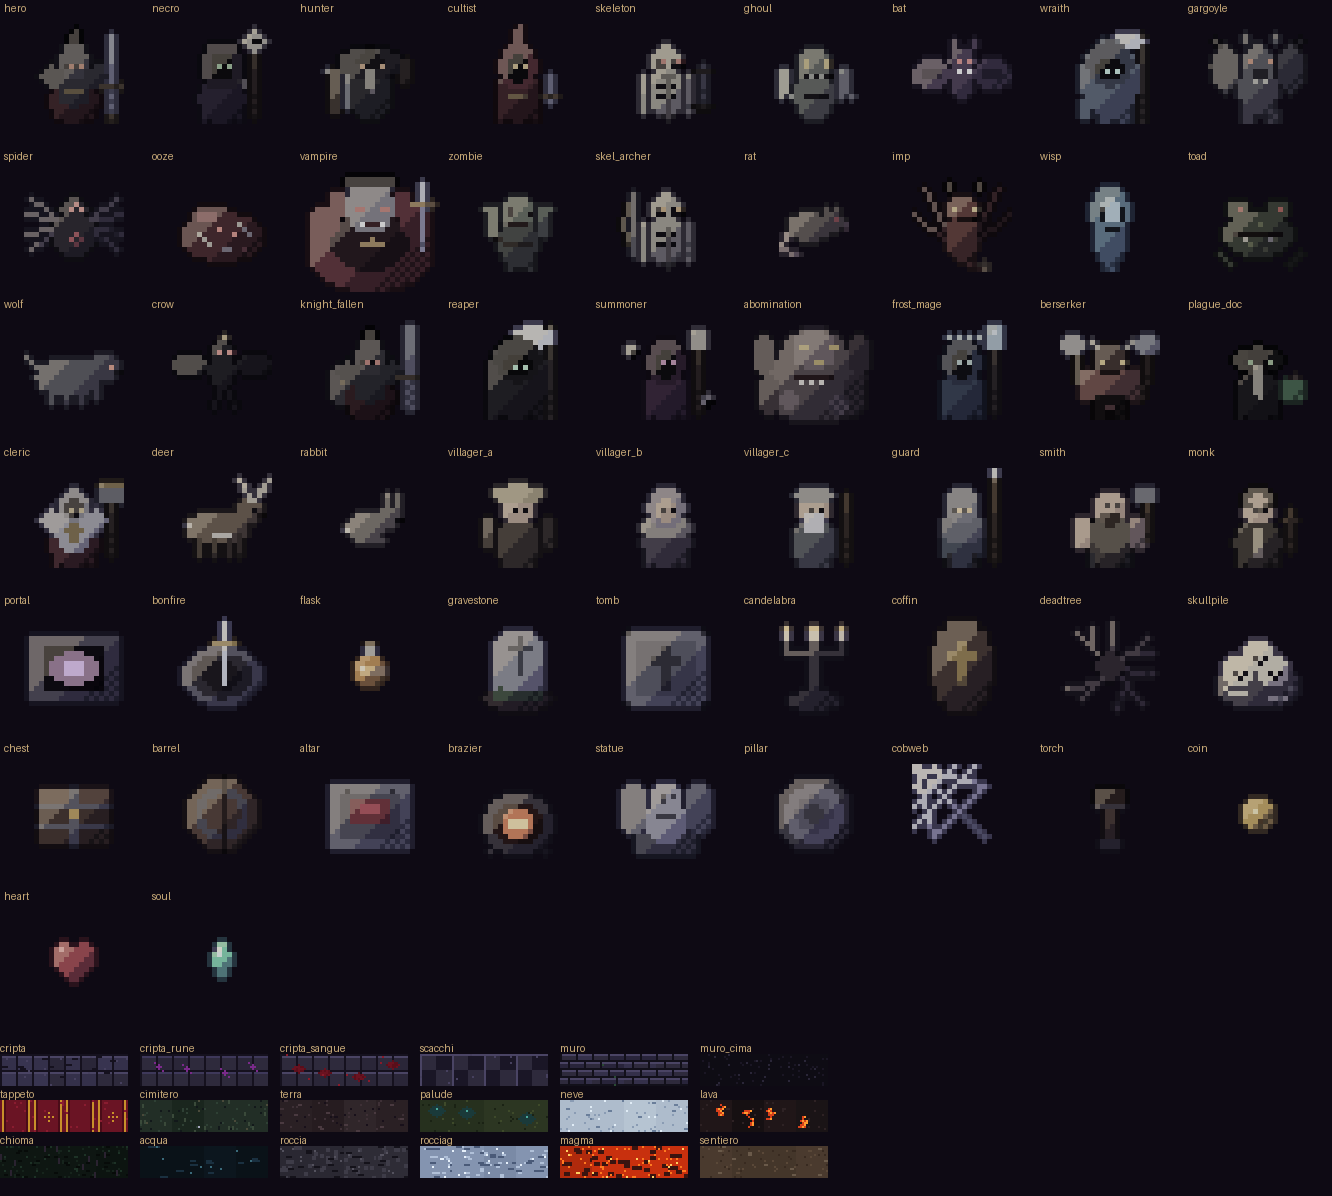 hero necro hunter cultist skeleton ghoul bat wraith gargoyle
spider ooze vampire zombie skel_archer rat imp wisp toad
wolf crow knight_fallen reaper summoner abomination frost_mage berserker plague_doc
cleric deer rabbit villager_a villager_b villager_c guard smith monk
portal bonfire flask gravestone tomb candelabra coffin deadtree skullpile
chest barrel altar brazier statue pillar cobweb torch coin
heart soul
cripta cripta_rune cripta_sangue scacchi muro muro_cima
tappeto cimitero terra palude neve lava
chioma acqua roccia rocciag magma sentiero